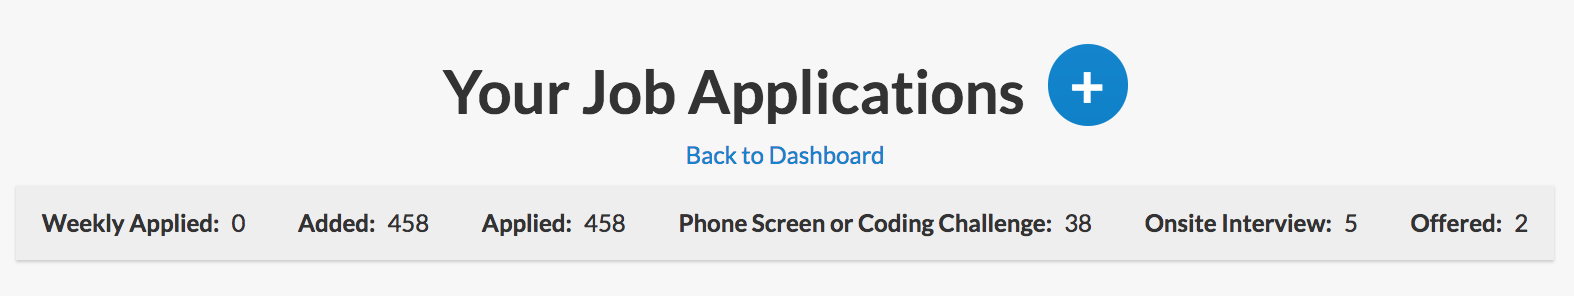 Your Job Applications +
Back to Dashboard
Weekly Applied: 0 Added: 458 Applied: 458 Phone Screen or Coding Challenge: 38 Onsite Interview: 5 Offered: 2